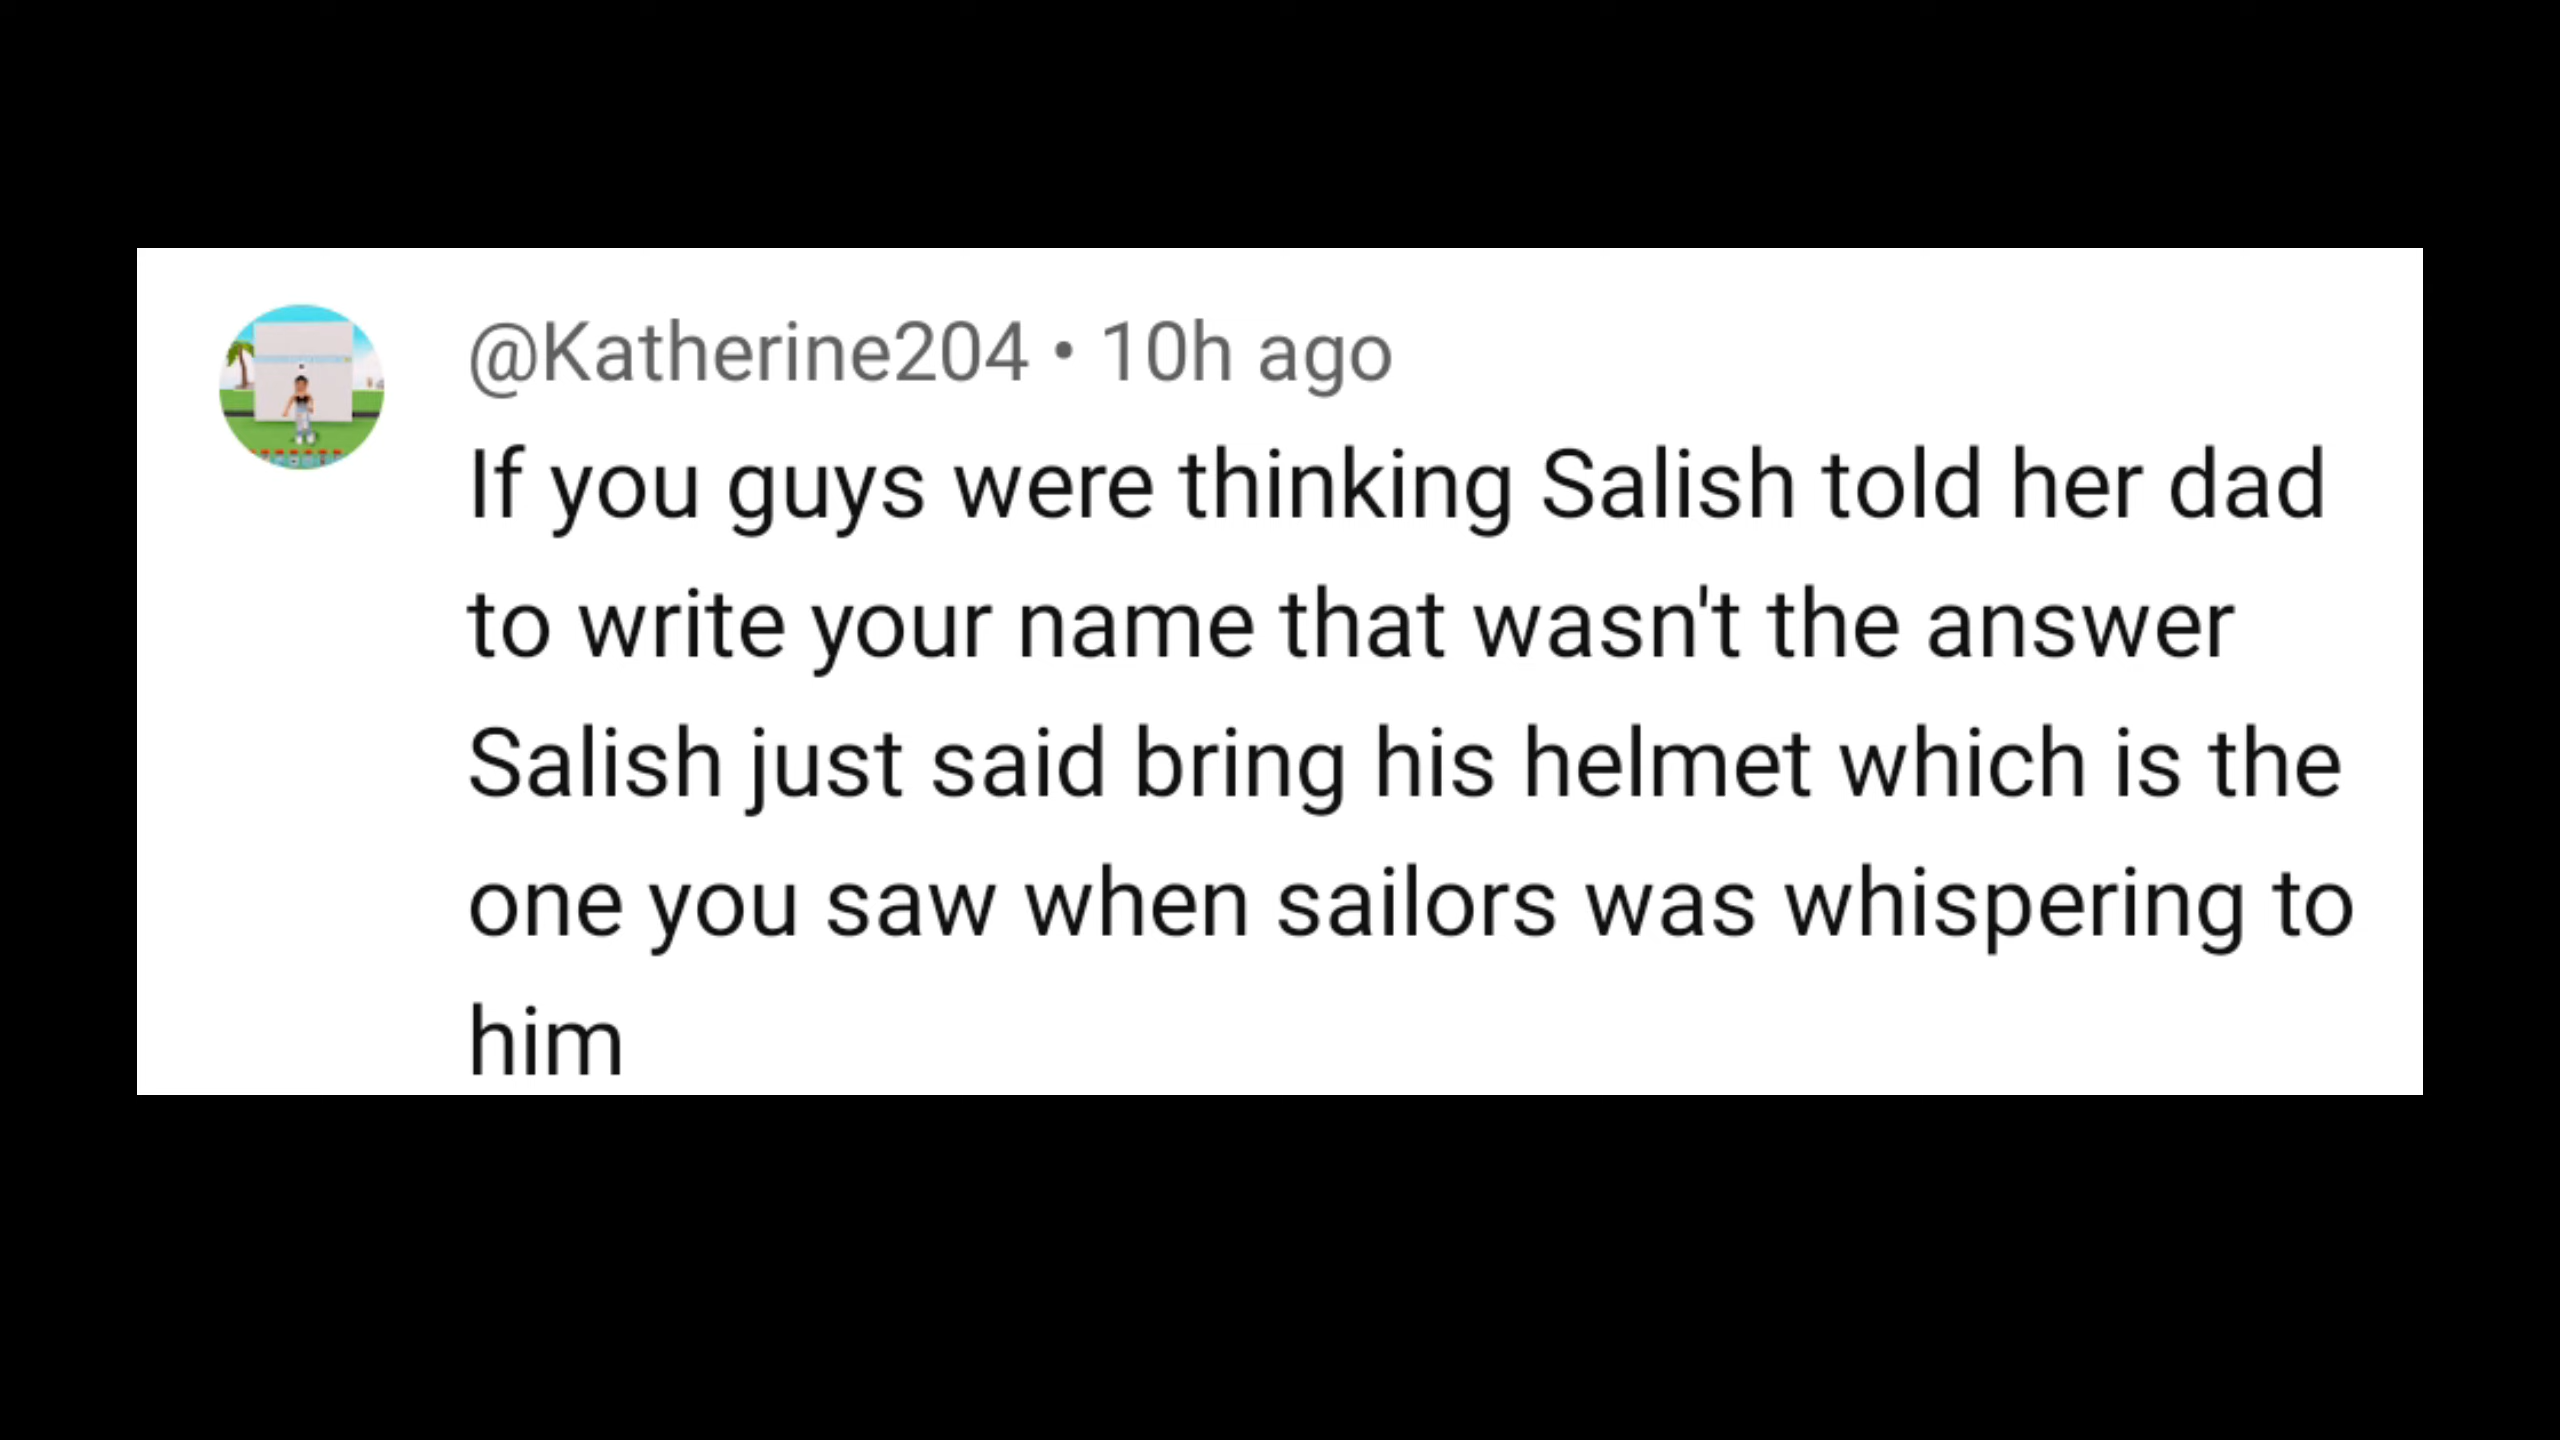 @Katherine204 • 10h ago
If you guys were thinking Salish told her dad
to write your name that wasn't the answer
Salish just said bring his helmet which is the
one you saw when sailors was whispering to
him